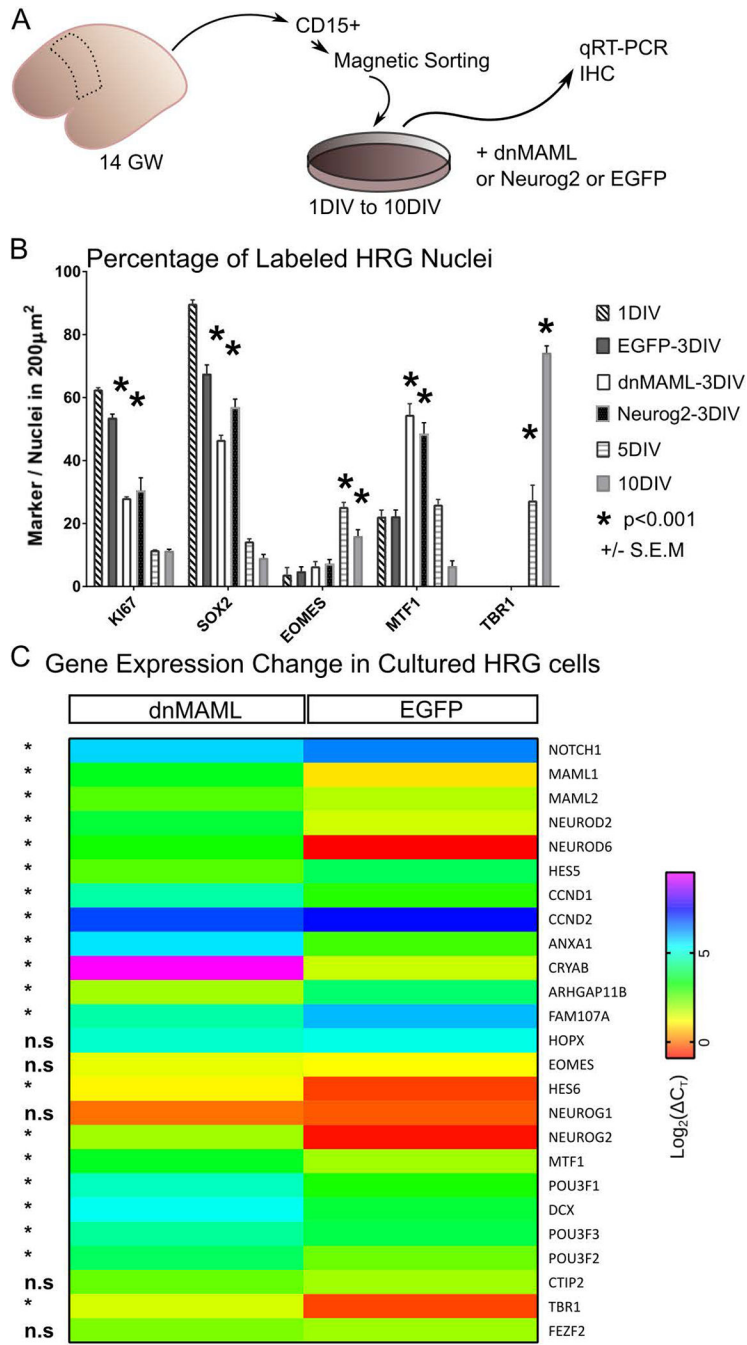 A
CD15+
Magnetic Sorting
qRT-PCR
IHC
14 GW
+ dnMAML
or Neurog2 or EGFP
1DIV to 10DIV
B
Percentage of Labeled HRG Nuclei
Marker / Nuclei in 200µm²
100
80
60
40
20
0
KI67
SOX2
EOMES
MTF1
TBR1
* *
* *
* *
* *
* *
1DIV
EGFP-3DIV
dnMAML-3DIV
Neurog2-3DIV
5DIV
10DIV
* p<0.001
+/- S.E.M
C Gene Expression Change in Cultured HRG cells
dnMAML EGFP
* NOTCH1
* MAML1
* MAML2
* NEUROD2
* NEUROD6
* HES5
* CCND1
* CCND2
* ANXA1
* CRYAB
* ARHGAP11B
* FAM107A
n.s HOPX
n.s EOMES
* HES6
n.s NEUROG1
* NEUROG2
* MTF1
* POU3F1
* DCX
* POU3F3
* POU3F2
n.s CTIP2
* TBR1
n.s FEZF2
5
0
Log₂(ΔCₜ)